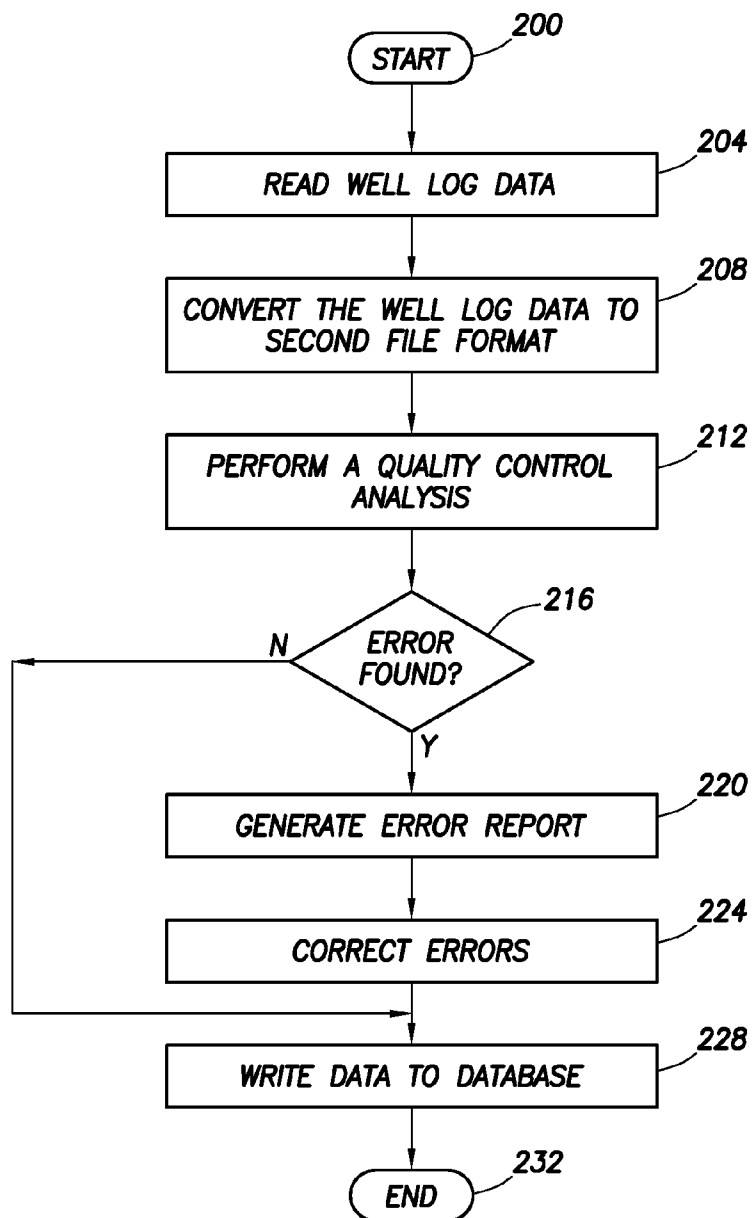 200
START
204
READ WELL LOG DATA
208
CONVERT THE WELL LOG DATA TO
SECOND FILE FORMAT
212
PERFORM A QUALITY CONTROL
ANALYSIS
216
N
ERROR
FOUND?
Y
220
GENERATE ERROR REPORT
224
CORRECT ERRORS
228
WRITE DATA TO DATABASE
232
END